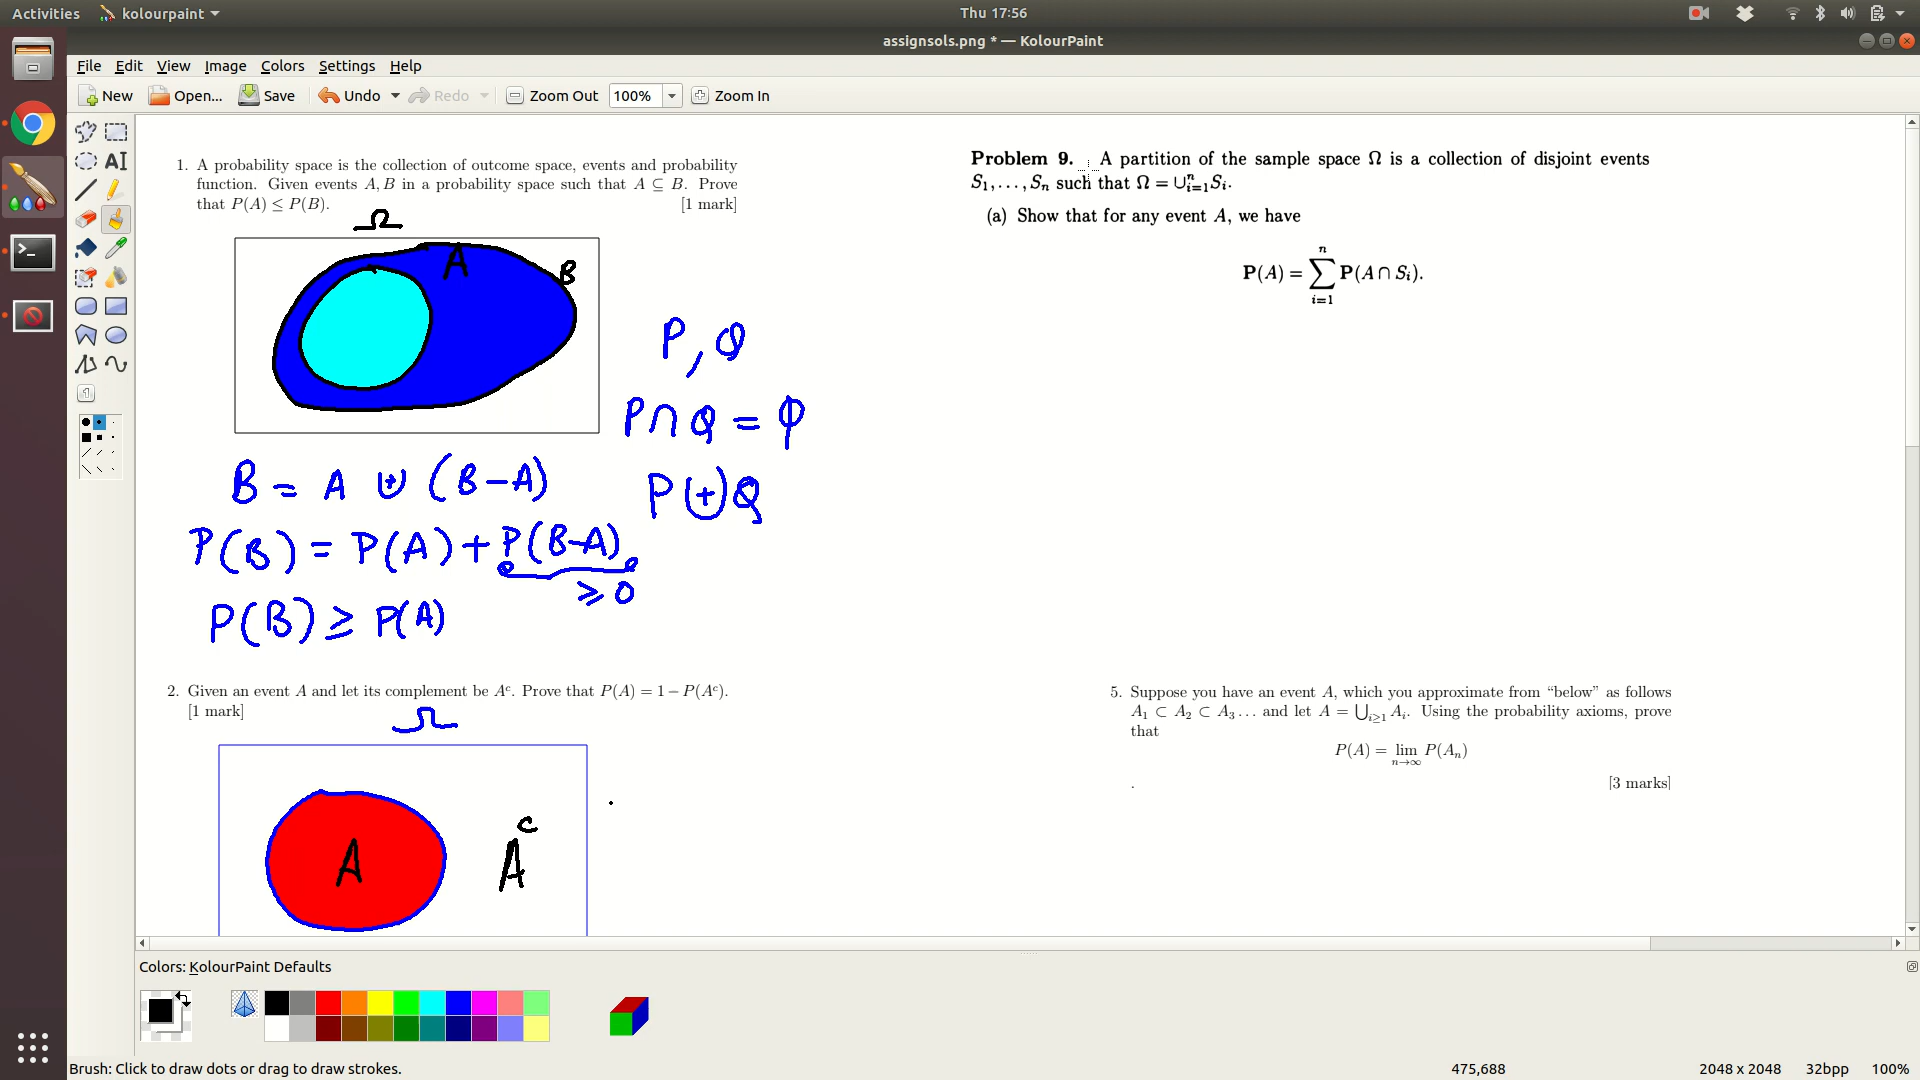 Activities kolourpaint Thu 17:56
assignsols.png * — KolourPaint
File Edit View Image Colors Settings Help
New Open... Save Undo Redo Zoom Out 100% Zoom In
1. A probability space is the collection of outcome space, events and probability
function. Given events A, B in a probability space such that A ⊆ B. Prove
that P(A) ≤ P(B). [1 mark]
Ω
A
B
P, Q
P ∩ Q = φ
P ⊎ Q
B = A ⊎ (B-A)
P(B) = P(A) + P(B-A)
≥ 0
P(B) ≥ P(A)
2. Given an event A and let its complement be Aᶜ. Prove that P(A) = 1 − P(Aᶜ).
[1 mark]
Ω
A
Aᶜ
Problem 9. A partition of the sample space Ω is a collection of disjoint events
S₁, . . . , Sₙ such that Ω = ∪ⁿᵢ₌₁Sᵢ.
(a) Show that for any event A, we have
P(A) = ∑ⁿᵢ₌₁ P(A ∩ Sᵢ).
5. Suppose you have an event A, which you approximate from “below” as follows
A₁ ⊂ A₂ ⊂ A₃ . . . and let A = ⋃ᵢ≥₁ Aᵢ. Using the probability axioms, prove
that
P(A) = lim n→∞ P(Aₙ)
. [3 marks]
Colors: KolourPaint Defaults
Brush: Click to draw dots or drag to draw strokes. 475,688 2048 x 2048 32bpp 100%